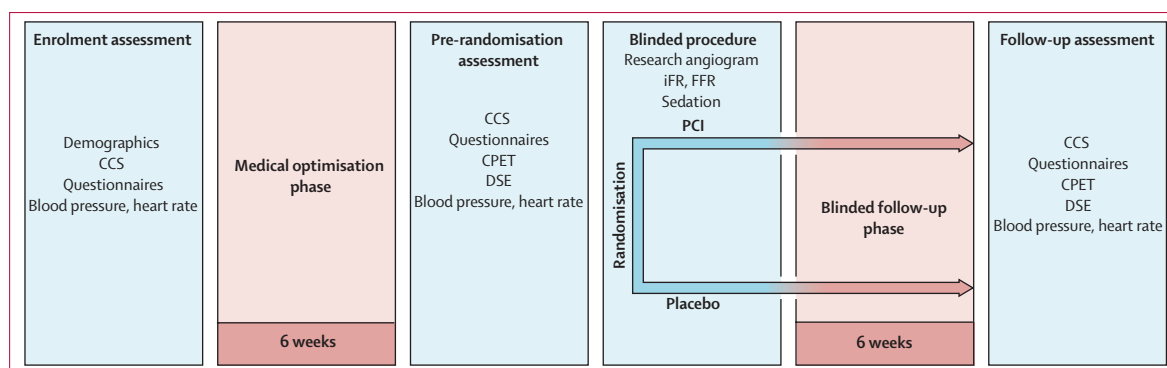 Enrolment assessment
Demographics
CCS
Questionnaires
Blood pressure, heart rate
Medical optimisation
phase
6 weeks
Pre-randomisation
assessment
CCS
Questionnaires
CPET
DSE
Blood pressure, heart rate
Blinded procedure
Research angiogram
iFR, FFR
Sedation
PCI
Randomisation
Placebo
Blinded follow-up
phase
6 weeks
Follow-up assessment
CCS
Questionnaires
CPET
DSE
Blood pressure, heart rate